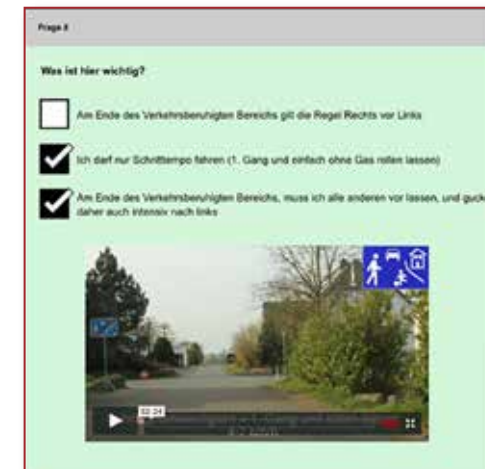 Frage 8
Was ist hier wichtig?
Am Ende des Verkehrsberuhigten Bereichs gilt die Regel Rechts vor Links
Ich darf nur Schritttempo fahren (1. Gang und einfach ohne Gas rollen lassen)
Am Ende des Verkehrsberuhigten Bereichs, muss ich alle anderen vor lassen, und guck
daher auch intensiv nach links
02:24